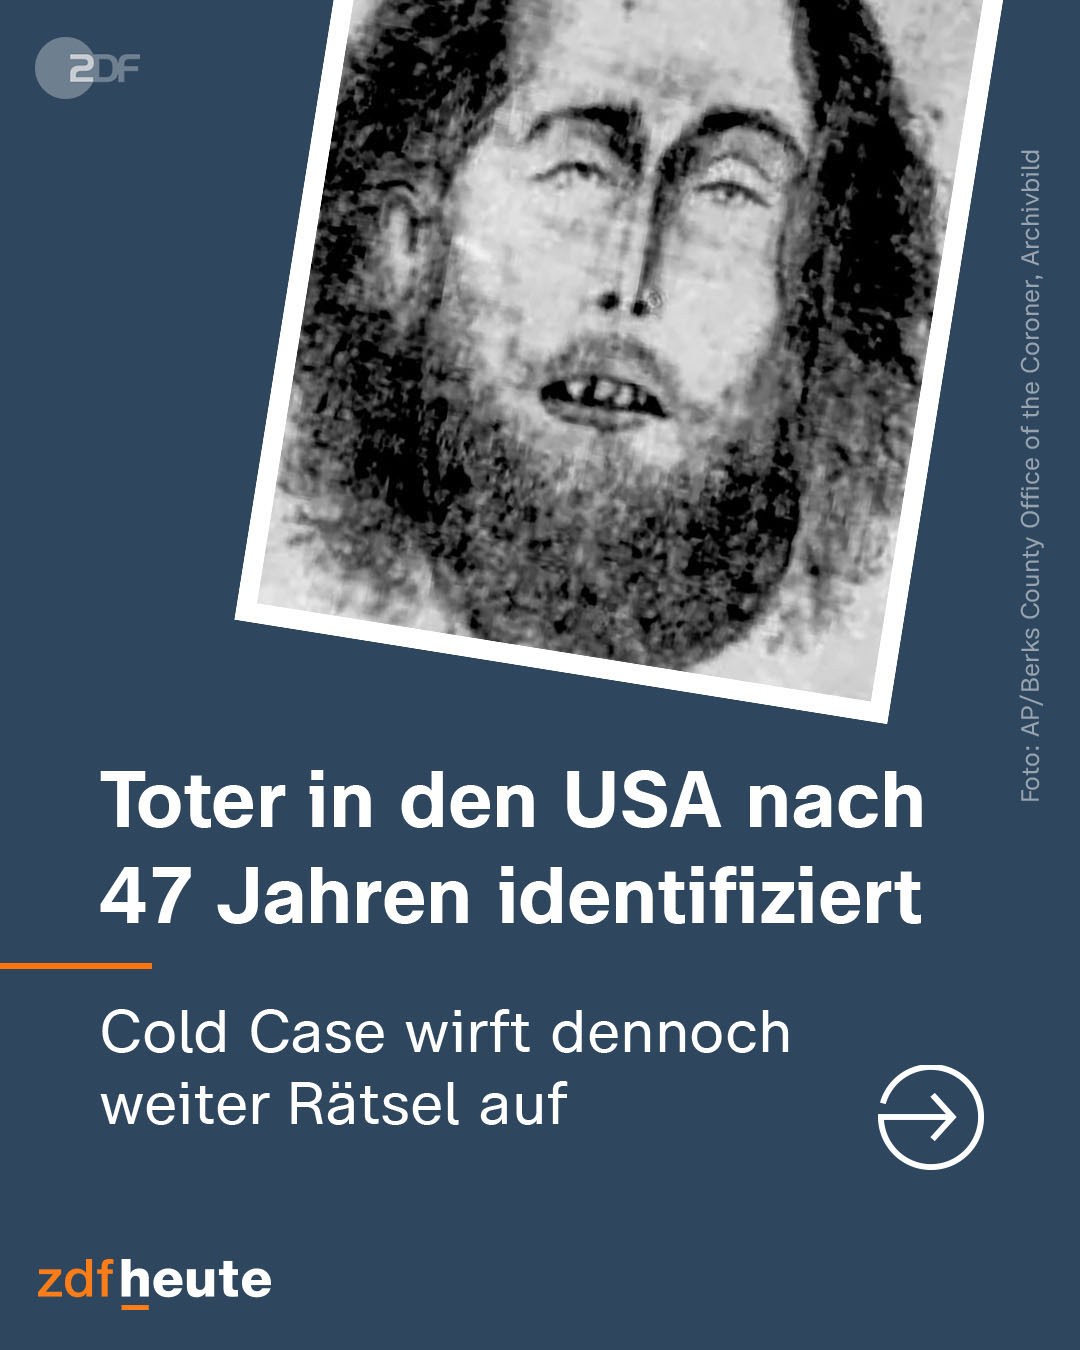 ZDF
Foto: AP/Berks County Office of the Coroner, Archivbild
Toter in den USA nach
47 Jahren identifiziert
Cold Case wirft dennoch
weiter Rätsel auf
zdfheute